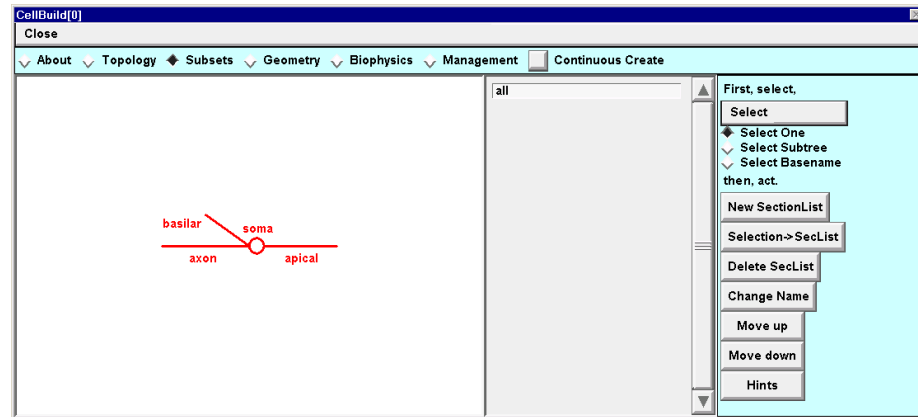 CellBuild[0]
Close
About Topology Subsets Geometry Biophysics Management Continuous Create
basilar
soma
axon
apical
all
First, select,
Select
Select One
Select Subtree
Select Basename
then, act.
New SectionList
Selection->SecList
Delete SecList
Change Name
Move up
Move down
Hints